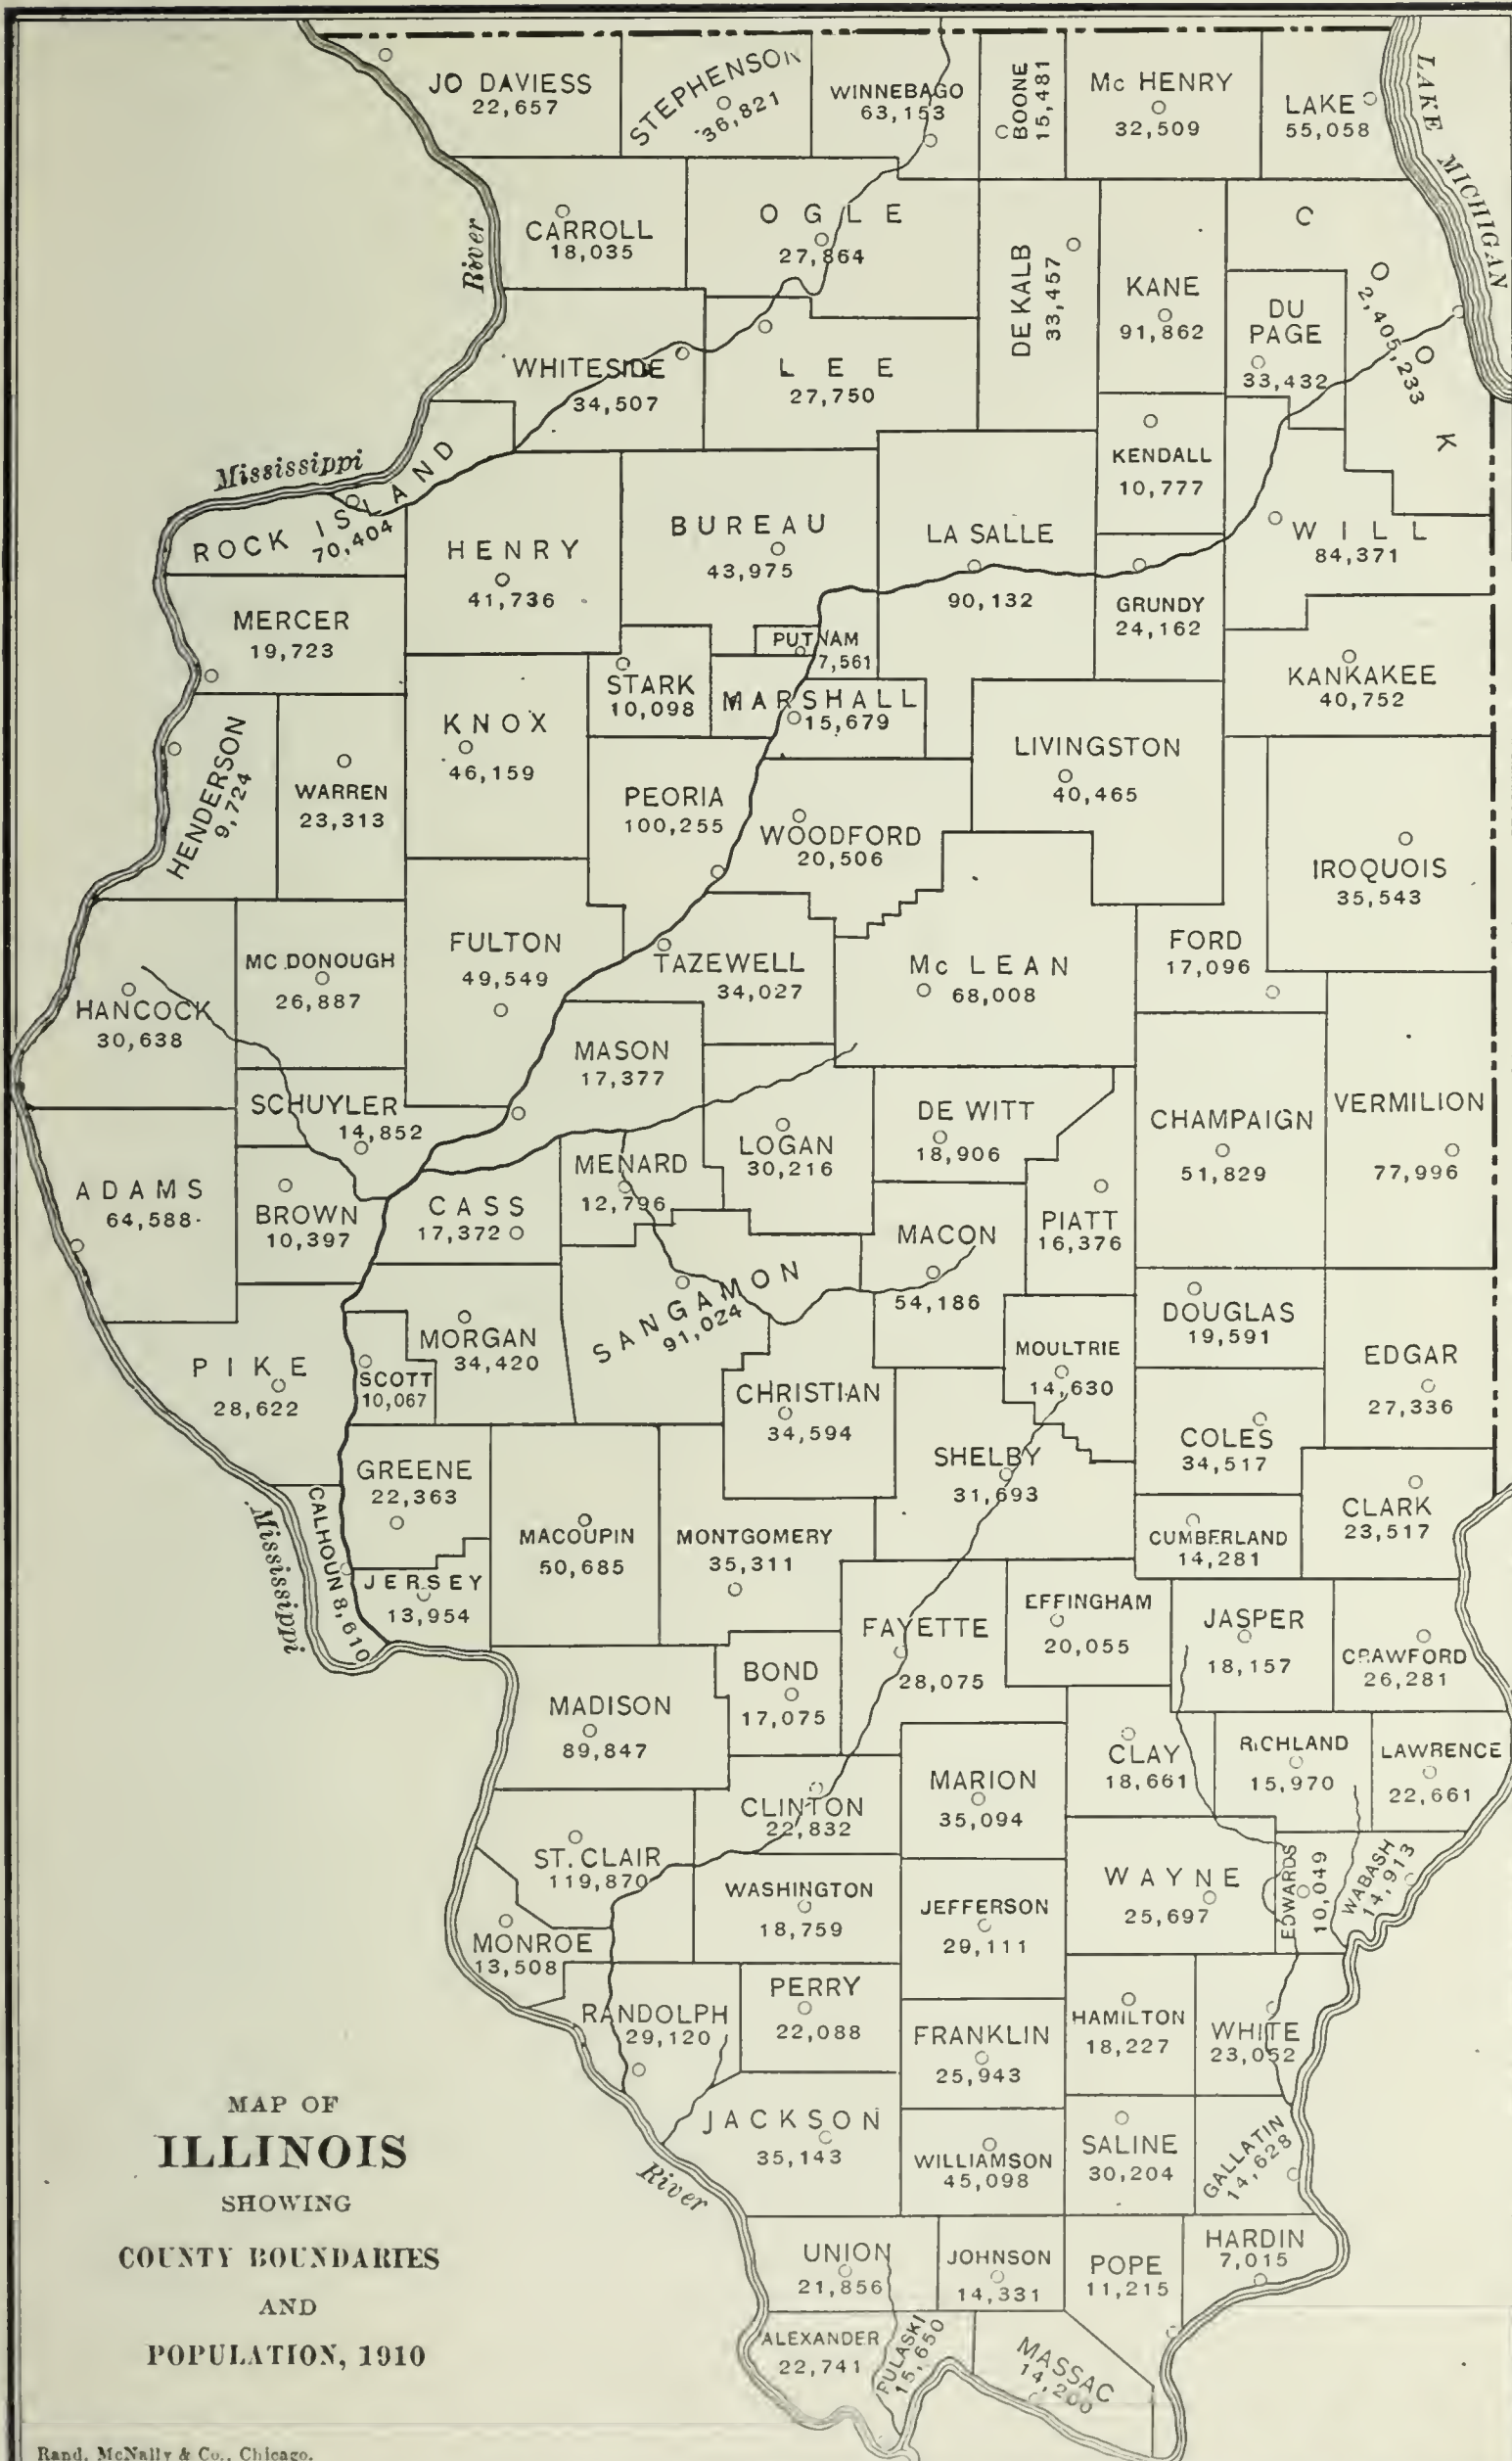 JO DAVIESS
22,657
STEPHENSON
36,821
WINNEBAGO
63,153
BOONE
15,481
Mc HENRY
32,509
LAKE
55,058
LAKE MICHIGAN
CARROLL
18,035
OGLE
27,864
DE KALB
33,457
KANE
91,862
COOK
2,405,233
DU
PAGE
33,432
River
WHITESIDE
34,507
LEE
27,750
KENDALL
10,777
Mississippi
ROCK ISLAND
70,404
HENRY
41,736
BUREAU
43,975
LA SALLE
90,132
GRUNDY
24,162
WILL
84,371
MERCER
19,723
PUTNAM
7,561
STARK
10,098
MARSHALL
15,679
KANKAKEE
40,752
HENDERSON
9,724
WARREN
23,313
KNOX
46,159
PEORIA
100,255
WOODFORD
20,506
LIVINGSTON
40,465
IROQUOIS
35,543
HANCOCK
30,638
MC DONOUGH
26,887
FULTON
49,549
TAZEWELL
34,027
Mc LEAN
68,008
FORD
17,096
MASON
17,377
SCHUYLER
14,852
LOGAN
30,216
DE WITT
18,906
CHAMPAIGN
51,829
VERMILION
77,996
ADAMS
64,588
BROWN
10,397
CASS
17,372
MENARD
12,796
MACON
54,186
PIATT
16,376
SANGAMON
91,024
PIKE
28,622
SCOTT
10,067
MORGAN
34,420
CHRISTIAN
34,594
MOULTRIE
14,630
DOUGLAS
19,591
EDGAR
27,336
COLES
34,517
SHELBY
31,693
GREENE
22,363
CALHOUN 8,610
Mississippi
JERSEY
13,954
MACOUPIN
50,685
MONTGOMERY
35,311
CUMBERLAND
14,281
CLARK
23,517
FAYETTE
28,075
EFFINGHAM
20,055
JASPER
18,157
CRAWFORD
26,281
MADISON
89,847
BOND
17,075
CLAY
18,661
RICHLAND
15,970
LAWRENCE
22,661
CLINTON
22,832
MARION
35,094
ST. CLAIR
119,870
WASHINGTON
18,759
JEFFERSON
29,111
WAYNE
25,697
EDWARDS
10,049
WABASH
14,913
MONROE
13,508
RANDOLPH
29,120
PERRY
22,088
FRANKLIN
25,943
HAMILTON
18,227
WHITE
23,052
JACKSON
35,143
River
WILLIAMSON
45,098
SALINE
30,204
GALLATIN
14,628
UNION
21,856
JOHNSON
14,331
POPE
11,215
HARDIN
7,015
ALEXANDER
22,741
PULASKI
15,650
MASSAC
14,200
MAP OF
ILLINOIS
SHOWING
COUNTY BOUNDARIES
AND
POPULATION, 1910
Rand, McNally & Co., Chicago.